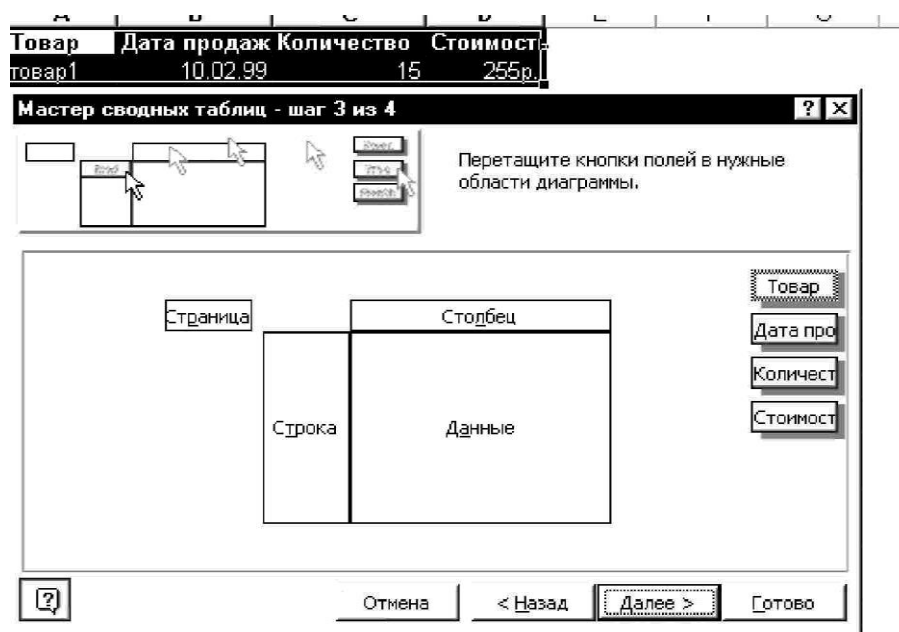 Товар Дата продаж Количество Стоимост
товар1 10.02.99 15 255р.
Мастер сводных таблиц - шаг 3 из 4
Перетащите кнопки полей в нужные
области диаграммы.
Товар
Страница Столбец
Дата про
Количест
Строка Данные Стоимост
Отмена < Назад Далее > Готово